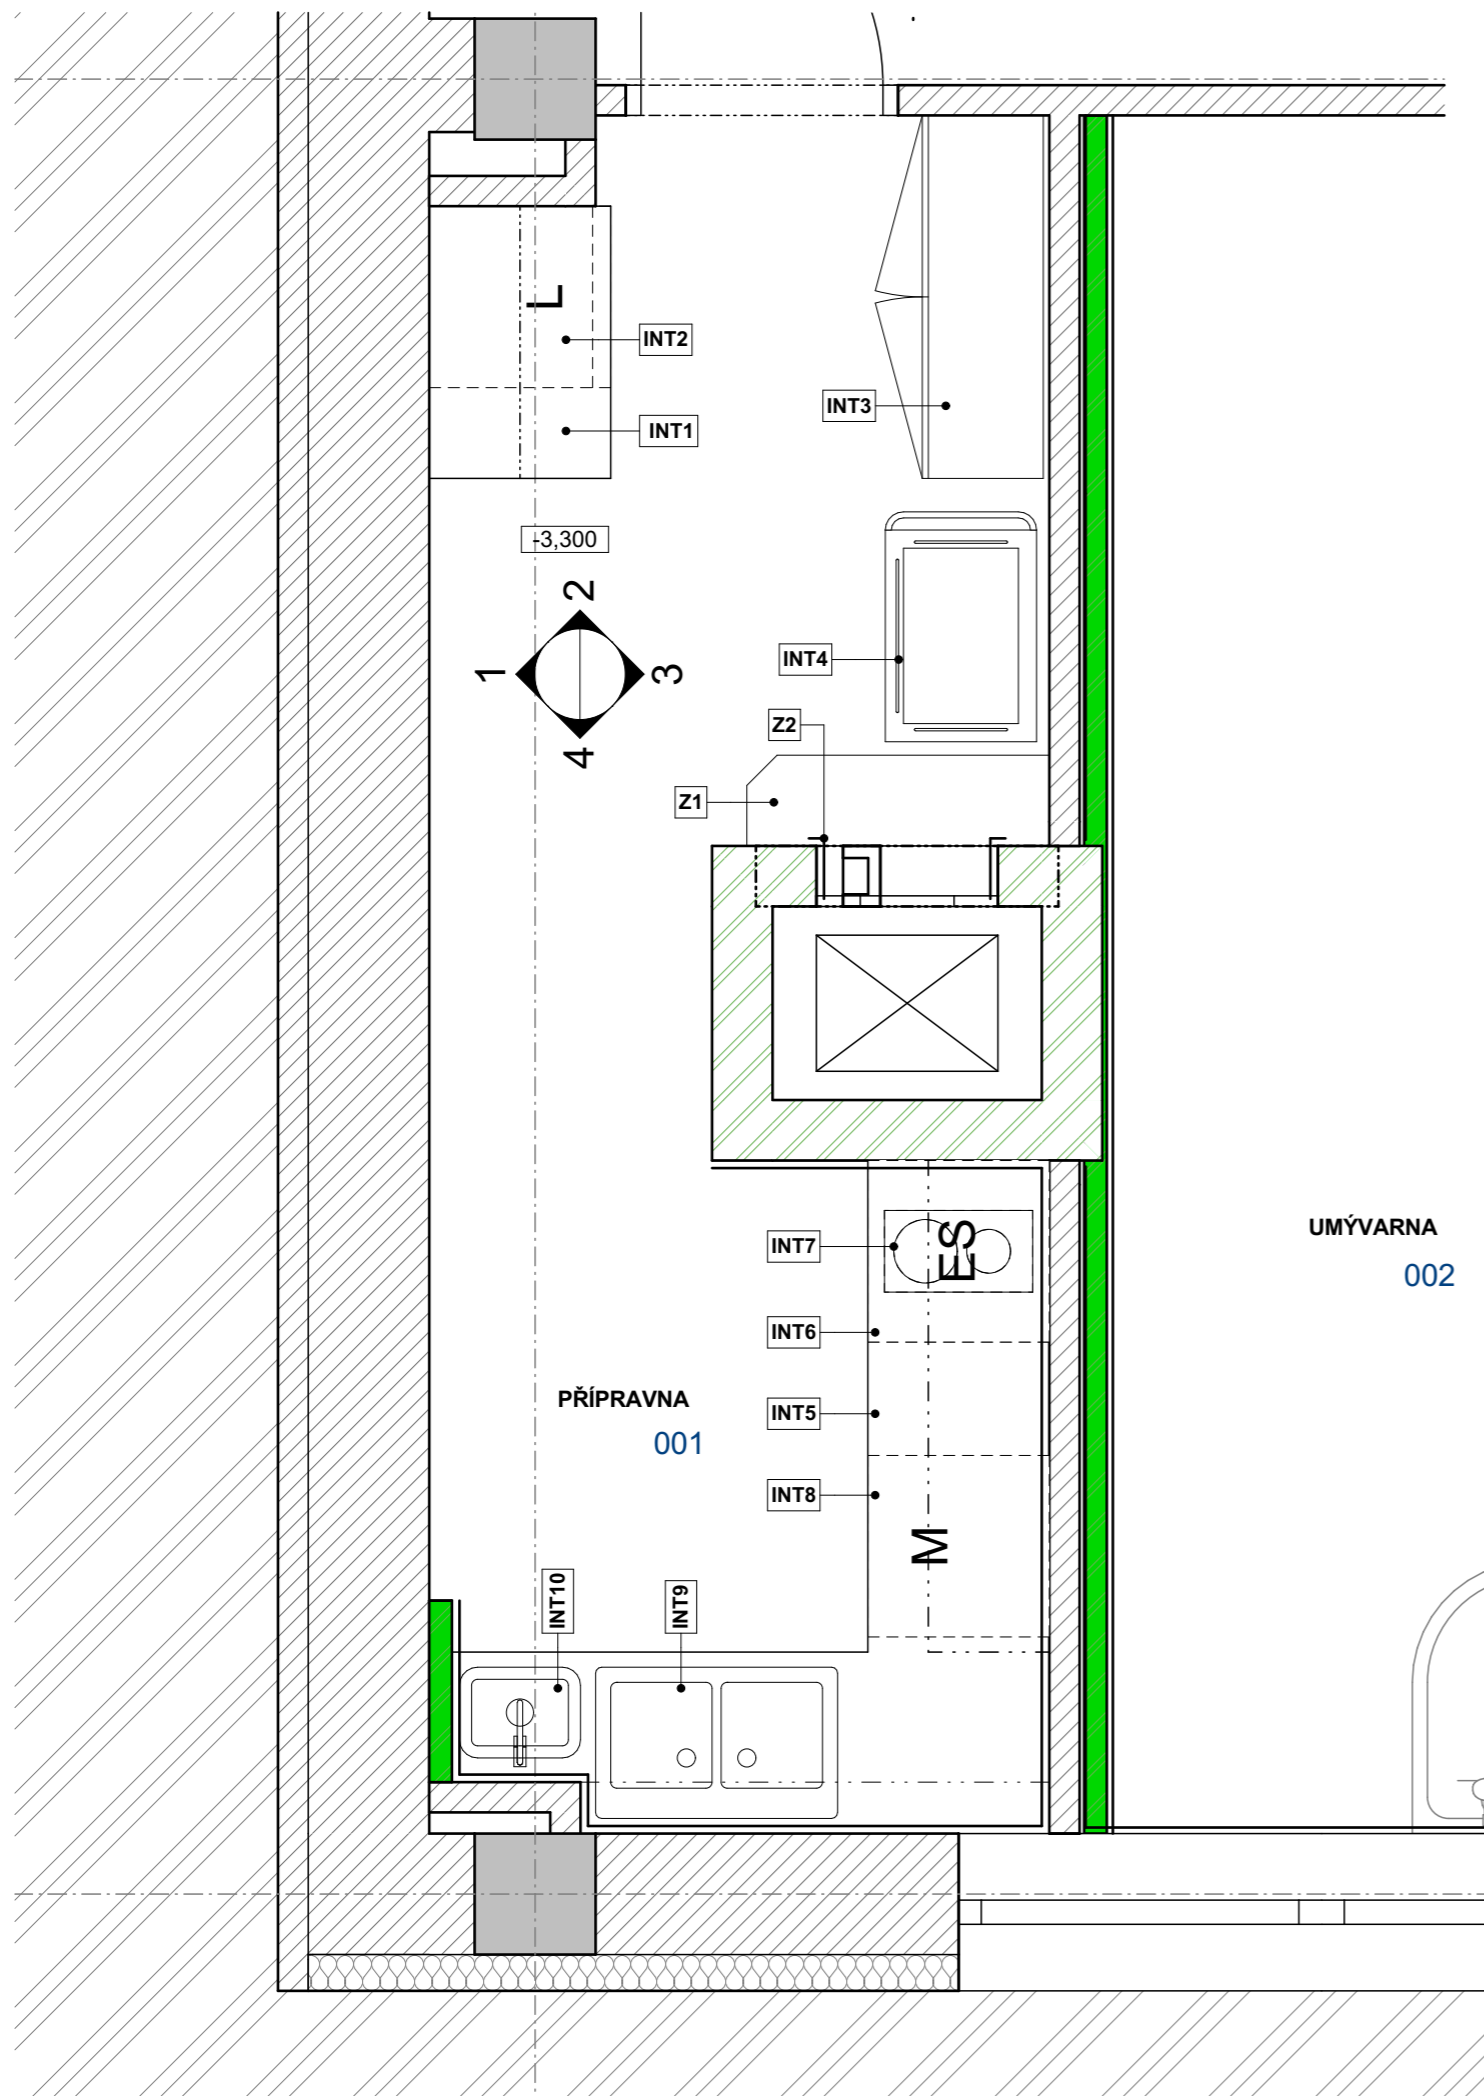 L
INT2
INT3
INT1
-3,300
2
1
3
4
INT4
Z2
Z1
UMÝVARNA
002
INT7
ES
INT6
PŘÍPRAVNA
001
INT5
INT8
M
INT10
INT9